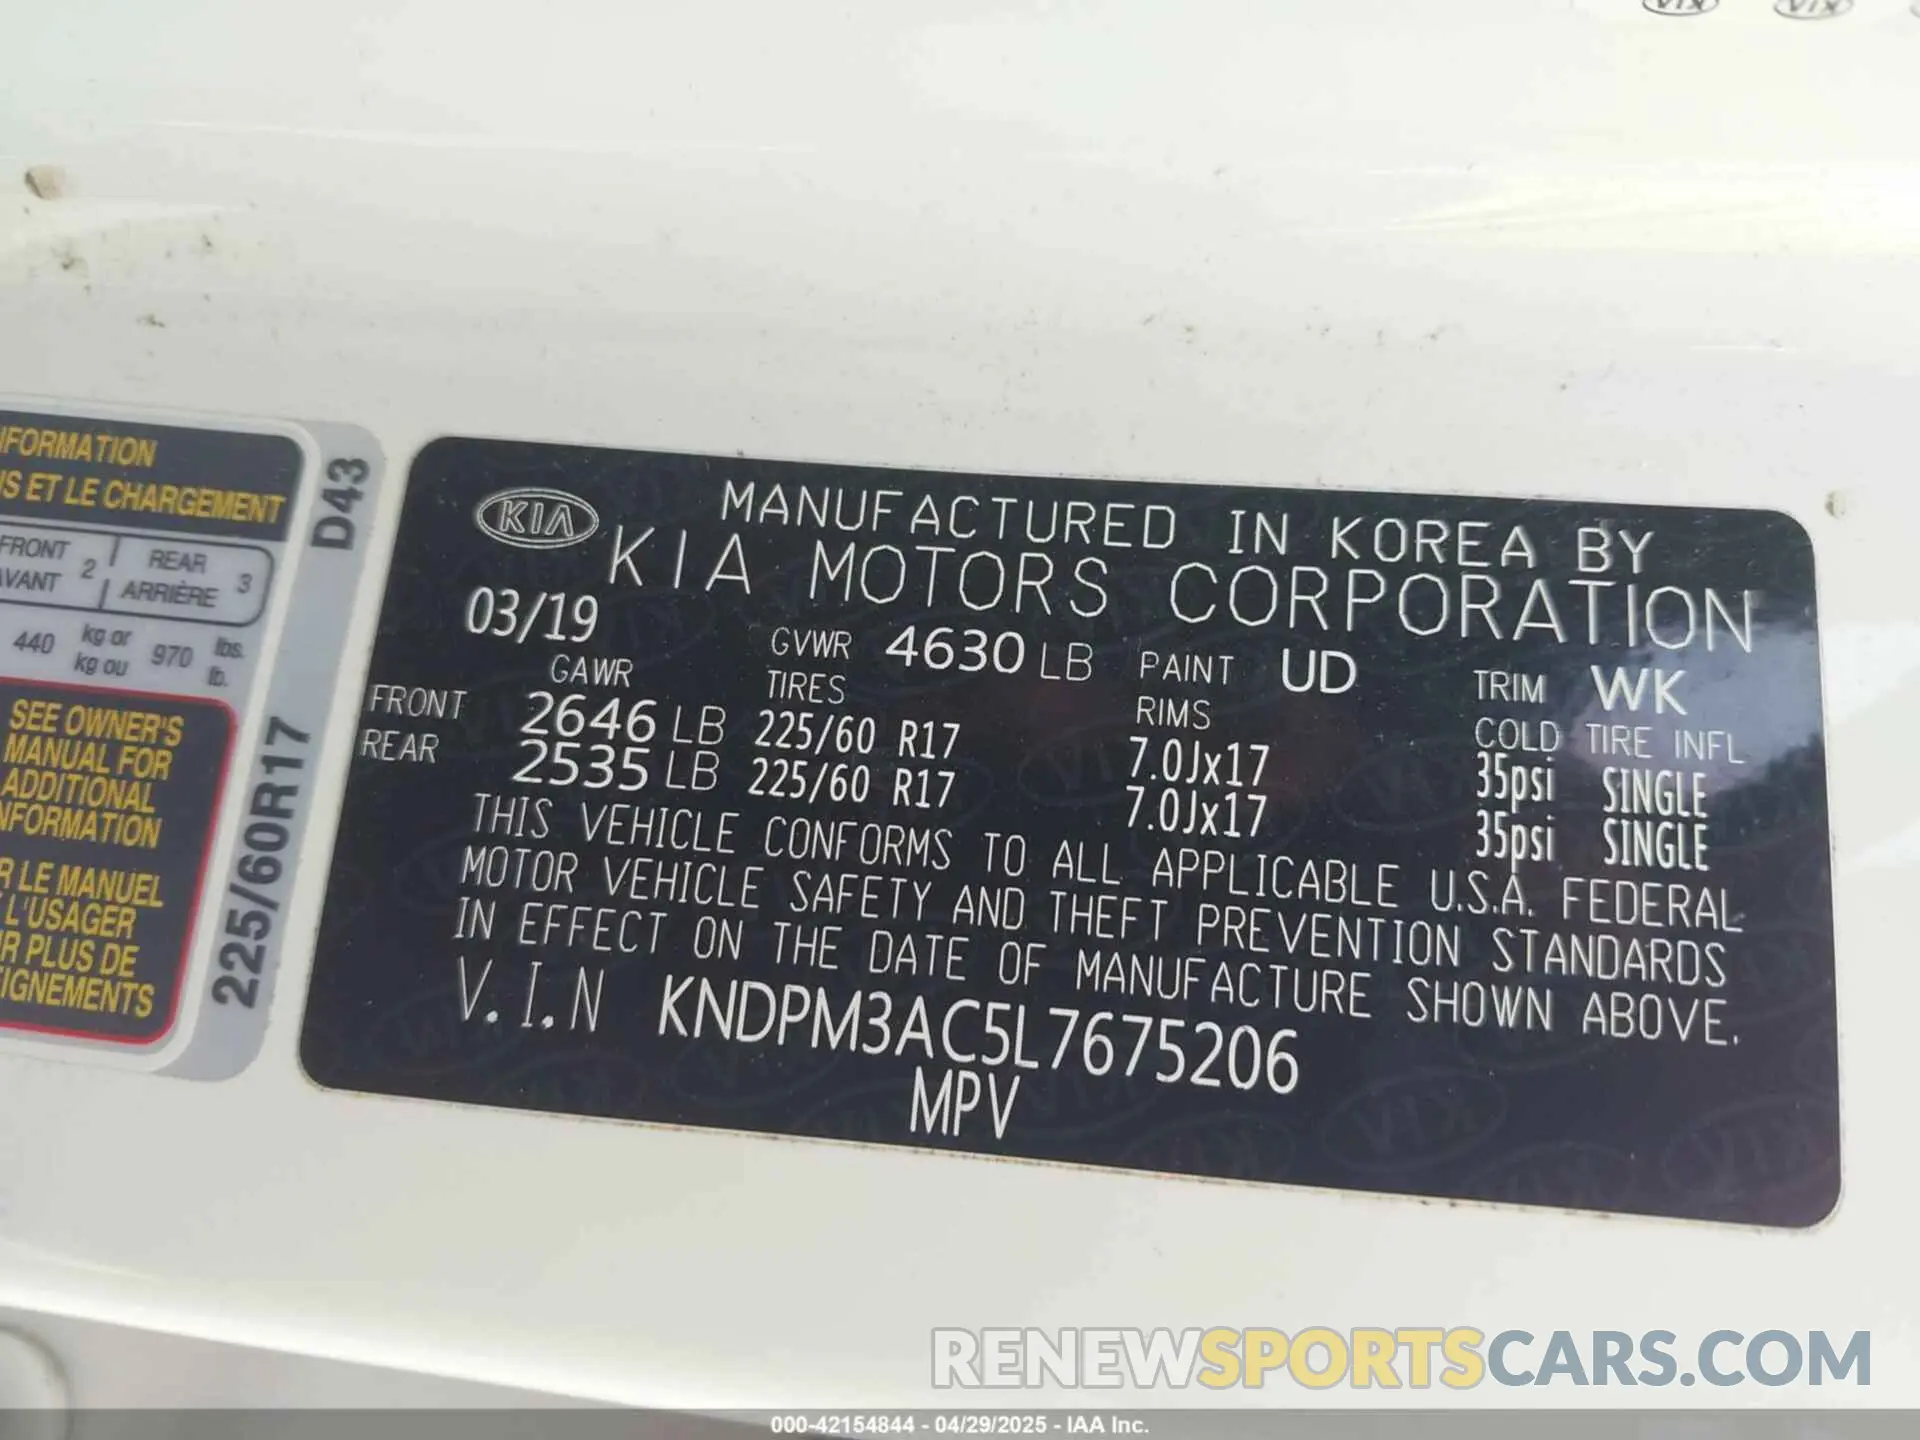 NFORMATION
NS ET LE CHARGEMENT
FRONT 2 REAR 3
AVANT ARRIÈRE
440 kg or 970 lbs.
kg ou lb.
SEE OWNER'S
MANUAL FOR
ADDITIONAL
NFORMATION
R LE MANUEL
L'USAGER
R PLUS DE
EIGNEMENTS
D43
225/60R17
KIA
MANUFACTURED IN KOREA BY
KIA MOTORS CORPORATION
03/19 GVWR 4630 LB PAINT UD TRIM WK
GAWR TIRES RIMS COLD TIRE INFL
FRONT 2646 LB 225/60 R17 7.0Jx17 35psi SINGLE
REAR 2535 LB 225/60 R17 7.0Jx17 35psi SINGLE
THIS VEHICLE CONFORMS TO ALL APPLICABLE U.S.A. FEDERAL
MOTOR VEHICLE SAFETY AND THEFT PREVENTION STANDARDS
IN EFFECT ON THE DATE OF MANUFACTURE SHOWN ABOVE.
V.I.N KNDPM3AC5L7675206
MPV
RENEWSPORTSCARS.COM
000-42154844 - 04/29/2025 - IAA Inc.